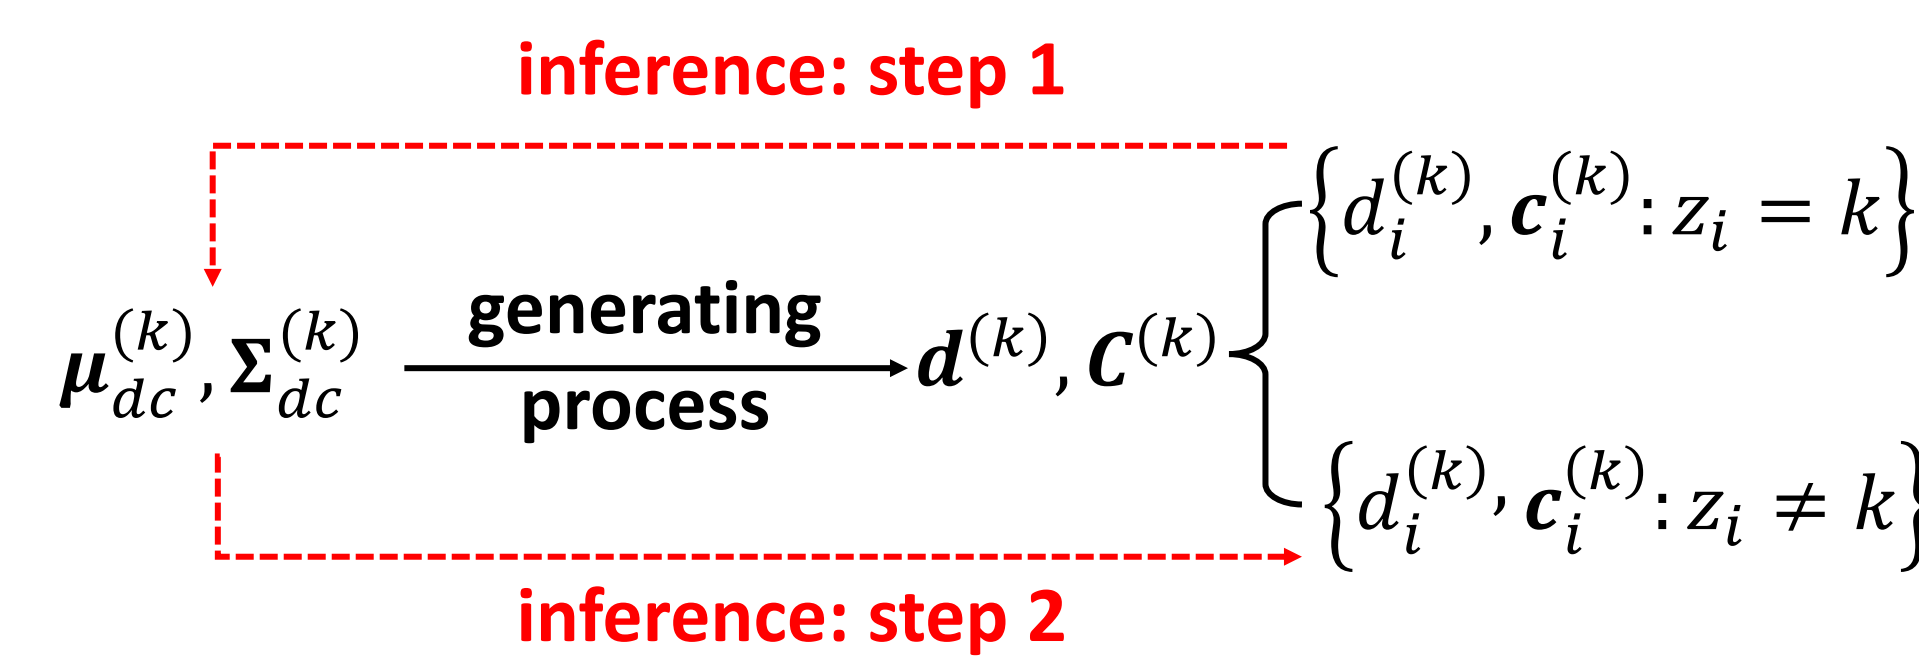 inference: step 1
{d_i^(k), c_i^(k): z_i = k}
generating
μ_dc^(k), Σ_dc^(k)
d^(k), C^(k)
process
{d_i^(k), c_i^(k): z_i ≠ k}
inference: step 2